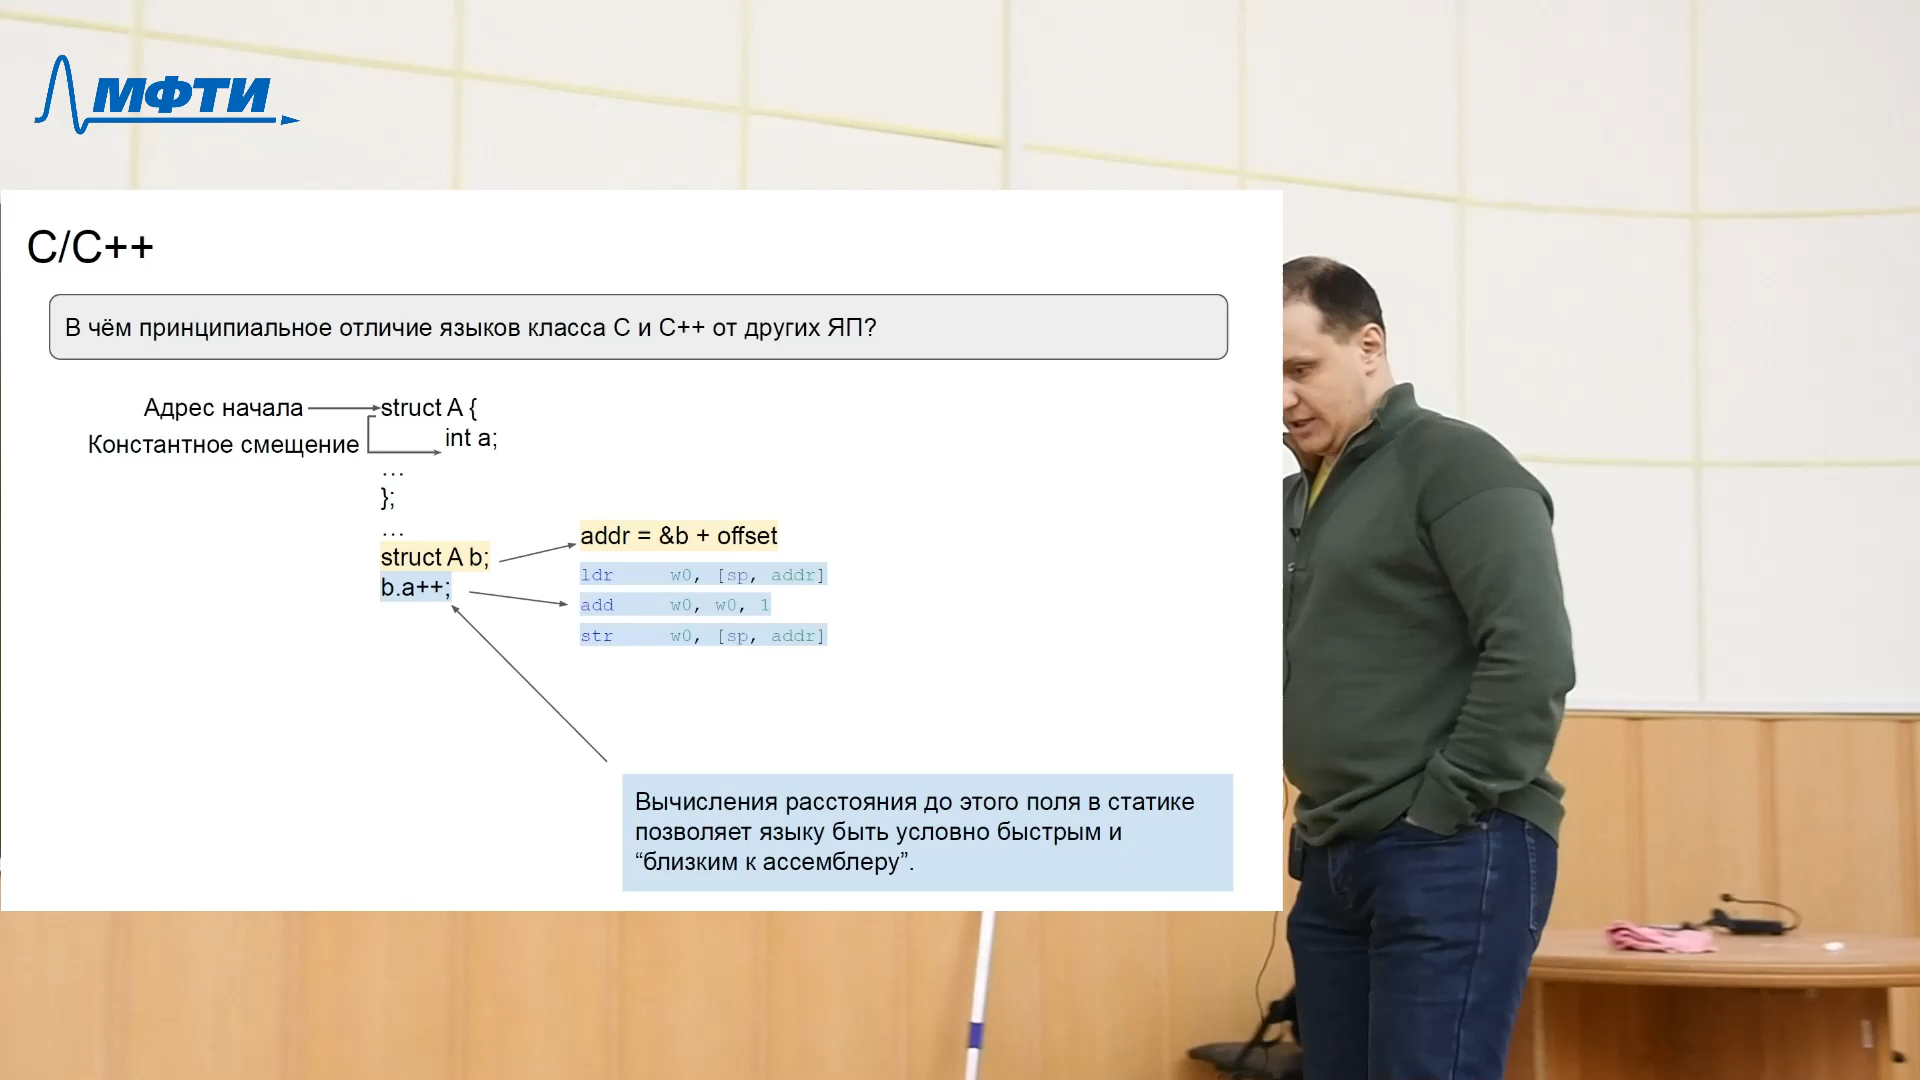 МФТИ
C/C++
В чём принципиальное отличие языков класса C и C++ от других ЯП?
Адрес начала
struct A {
Константное смещение
int a;
…
};
…
struct A b;
b.a++;
addr = &b + offset
ldr w0, [sp, addr]
add w0, w0, 1
str w0, [sp, addr]
Вычисления расстояния до этого поля в статике
позволяет языку быть условно быстрым и
“близким к ассемблеру”.